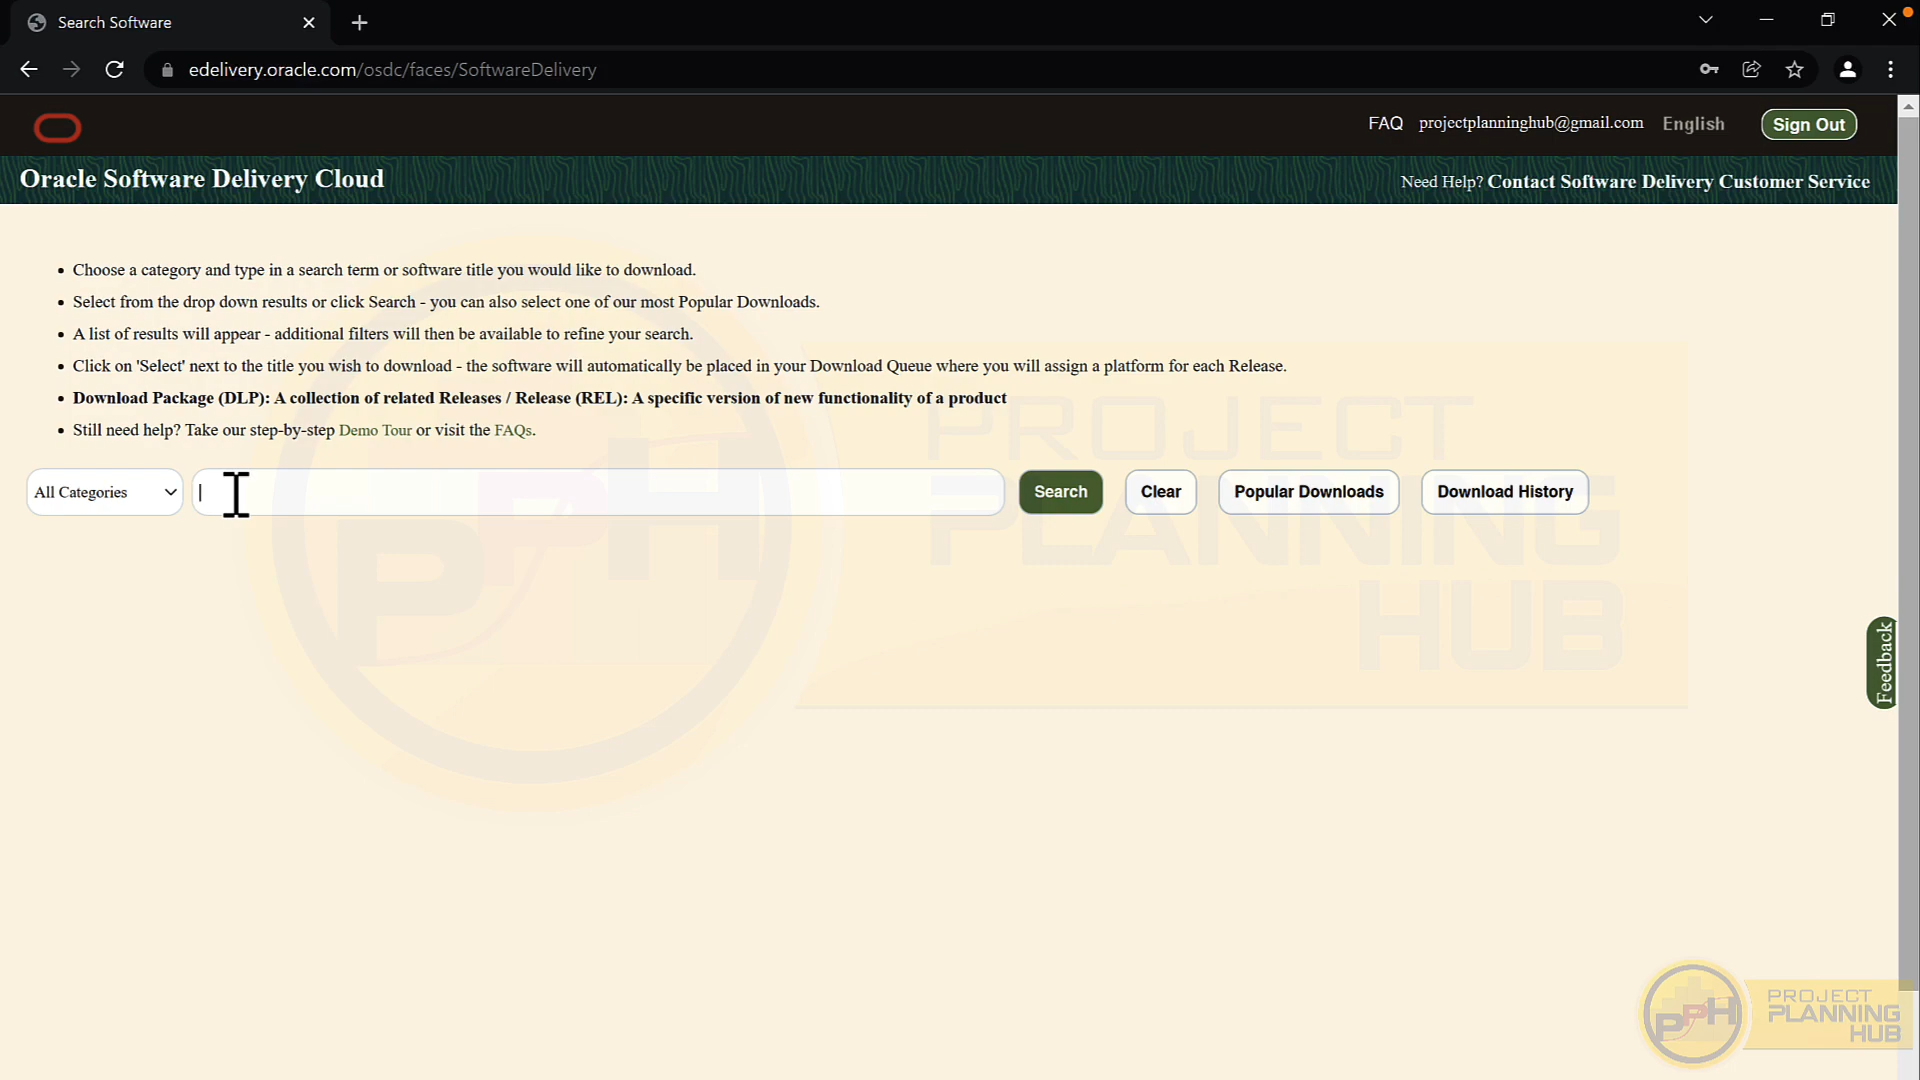 Search Software
edelivery.oracle.com/osdc/faces/SoftwareDelivery
FAQ projectplanninghub@gmail.com English Sign Out
Oracle Software Delivery Cloud
Need Help? Contact Software Delivery Customer Service
• Choose a category and type in a search term or software title you would like to download.
• Select from the drop down results or click Search - you can also select one of our most Popular Downloads.
• A list of results will appear - additional filters will then be available to refine your search.
• Click on 'Select' next to the title you wish to download - the software will automatically be placed in your Download Queue where you will assign a platform for each Release.
• Download Package (DLP): A collection of related Releases / Release (REL): A specific version of new functionality of a product
• Still need help? Take our step-by-step Demo Tour or visit the FAQs.
All Categories Search Clear Popular Downloads Download History
PPH
PROJECT
PLANNING
HUB
Feedback
PPH
PROJECT
PLANNING
HUB